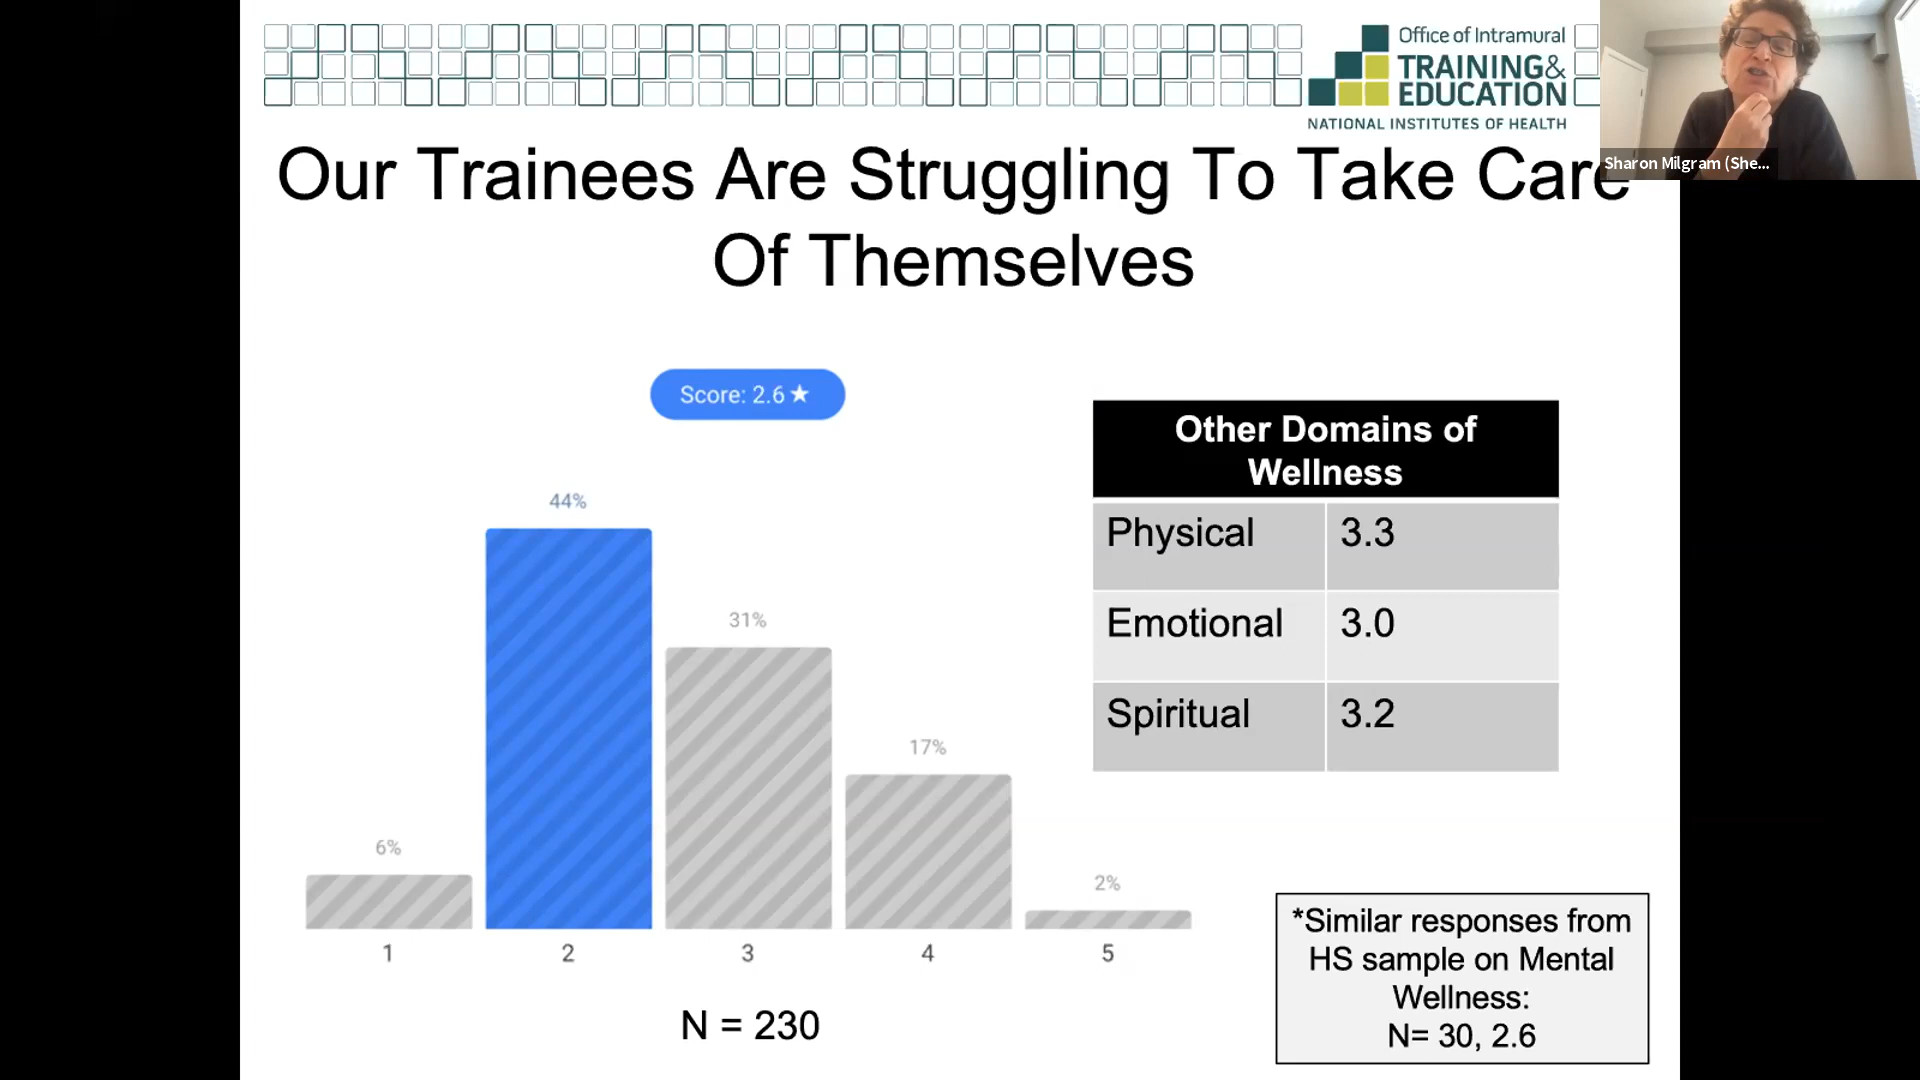 Office of Intramural
TRAINING&
EDUCATION
NATIONAL INSTITUTES OF HEALTH
Sharon Milgram (She...
Our Trainees Are Struggling To Take Care
Of Themselves
Score: 2.6 ★
44%
31%
17%
6%
2%
1
2
3
4
5
N = 230
Other Domains of
Wellness
Physical 3.3
Emotional 3.0
Spiritual 3.2
*Similar responses from
HS sample on Mental
Wellness:
N= 30, 2.6